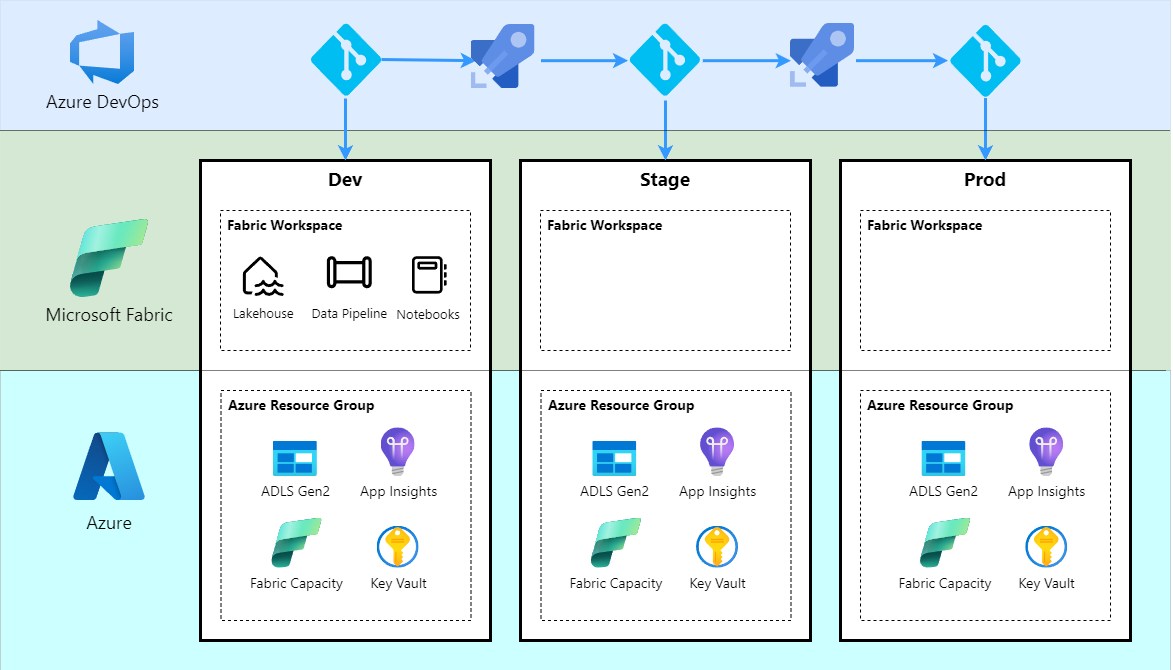 Azure DevOps
Dev
Stage
Prod
Fabric Workspace
Fabric Workspace
Fabric Workspace
Lakehouse
Data Pipeline
Notebooks
Microsoft Fabric
Azure Resource Group
Azure Resource Group
Azure Resource Group
ADLS Gen2
App Insights
ADLS Gen2
App Insights
ADLS Gen2
App Insights
Azure
Fabric Capacity
Key Vault
Fabric Capacity
Key Vault
Fabric Capacity
Key Vault